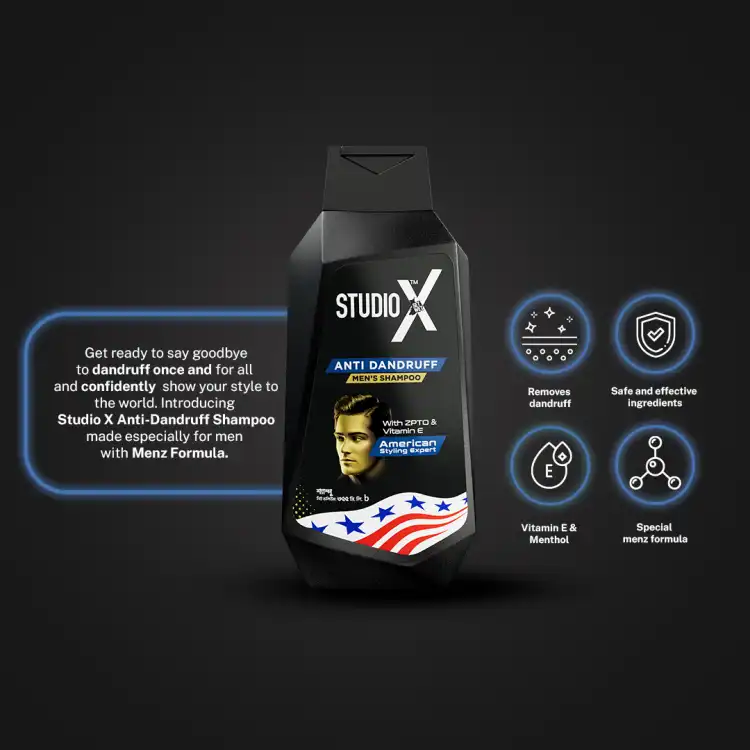 Get ready to say goodbye
to dandruff once and for all
and confidently show your style to
the world. Introducing
Studio X Anti-Dandruff Shampoo
made especially for men
with Menz Formula.
STUDIO X
TM
ANTI DANDRUFF
MEN'S SHAMPOO
With ZPTO &
Vitamin E
American
Styling Expert
শ্যাম্পু
Removes
dandruff
Safe and effective
ingredients
E
Vitamin E &
Menthol
Special
menz formula